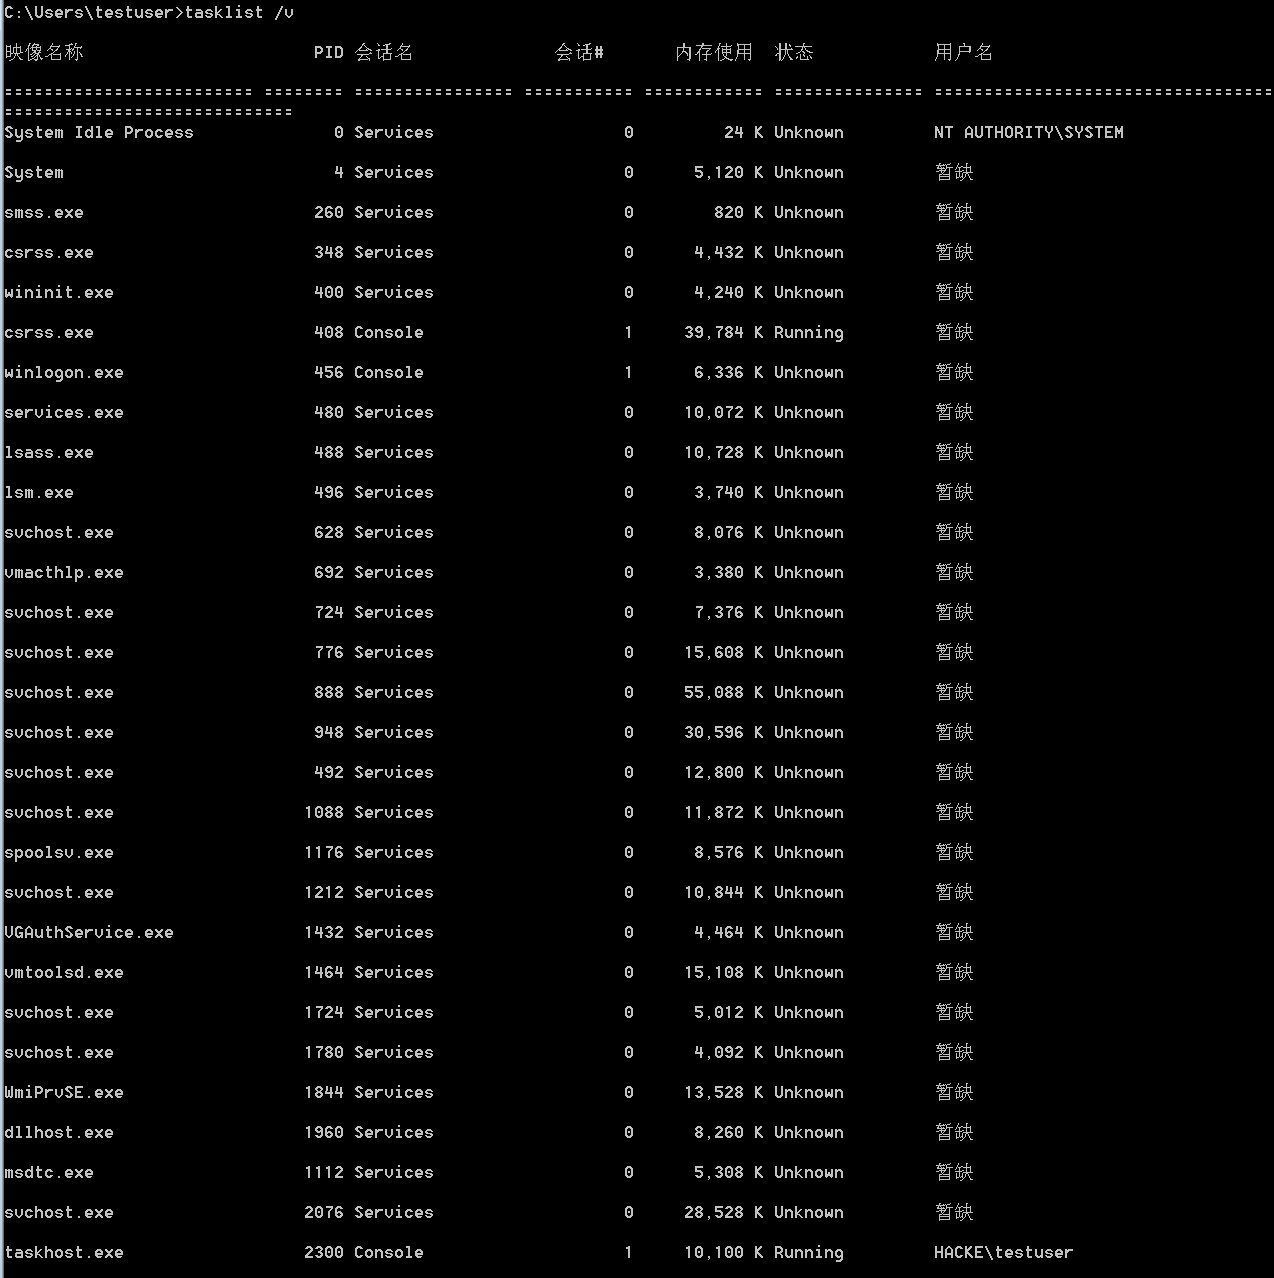 C:\Users\testuser>tasklist /v
映像名称 PID 会话名 会话# 内存使用 状态 用户名
========================= ======== ================ =========== ============ =============== ==================================
=============================
System Idle Process 0 Services 0 24 K Unknown NT AUTHORITY\SYSTEM
System 4 Services 0 5,120 K Unknown 暂缺
smss.exe 260 Services 0 820 K Unknown 暂缺
csrss.exe 348 Services 0 4,432 K Unknown 暂缺
wininit.exe 400 Services 0 4,240 K Unknown 暂缺
csrss.exe 408 Console 1 39,784 K Running 暂缺
winlogon.exe 456 Console 1 6,336 K Unknown 暂缺
services.exe 480 Services 0 10,072 K Unknown 暂缺
lsass.exe 488 Services 0 10,728 K Unknown 暂缺
lsm.exe 496 Services 0 3,740 K Unknown 暂缺
svchost.exe 628 Services 0 8,076 K Unknown 暂缺
vmacthlp.exe 692 Services 0 3,380 K Unknown 暂缺
svchost.exe 724 Services 0 7,376 K Unknown 暂缺
svchost.exe 776 Services 0 15,608 K Unknown 暂缺
svchost.exe 888 Services 0 55,088 K Unknown 暂缺
svchost.exe 948 Services 0 30,596 K Unknown 暂缺
svchost.exe 492 Services 0 12,800 K Unknown 暂缺
svchost.exe 1088 Services 0 11,872 K Unknown 暂缺
spoolsv.exe 1176 Services 0 8,576 K Unknown 暂缺
svchost.exe 1212 Services 0 10,844 K Unknown 暂缺
VGAuthService.exe 1432 Services 0 4,464 K Unknown 暂缺
vmtoolsd.exe 1464 Services 0 15,108 K Unknown 暂缺
svchost.exe 1724 Services 0 5,012 K Unknown 暂缺
svchost.exe 1780 Services 0 4,092 K Unknown 暂缺
WmiPrvSE.exe 1844 Services 0 13,528 K Unknown 暂缺
dllhost.exe 1960 Services 0 8,260 K Unknown 暂缺
msdtc.exe 1112 Services 0 5,308 K Unknown 暂缺
svchost.exe 2076 Services 0 28,528 K Unknown 暂缺
taskhost.exe 2300 Console 1 10,100 K Running HACKE\testuser